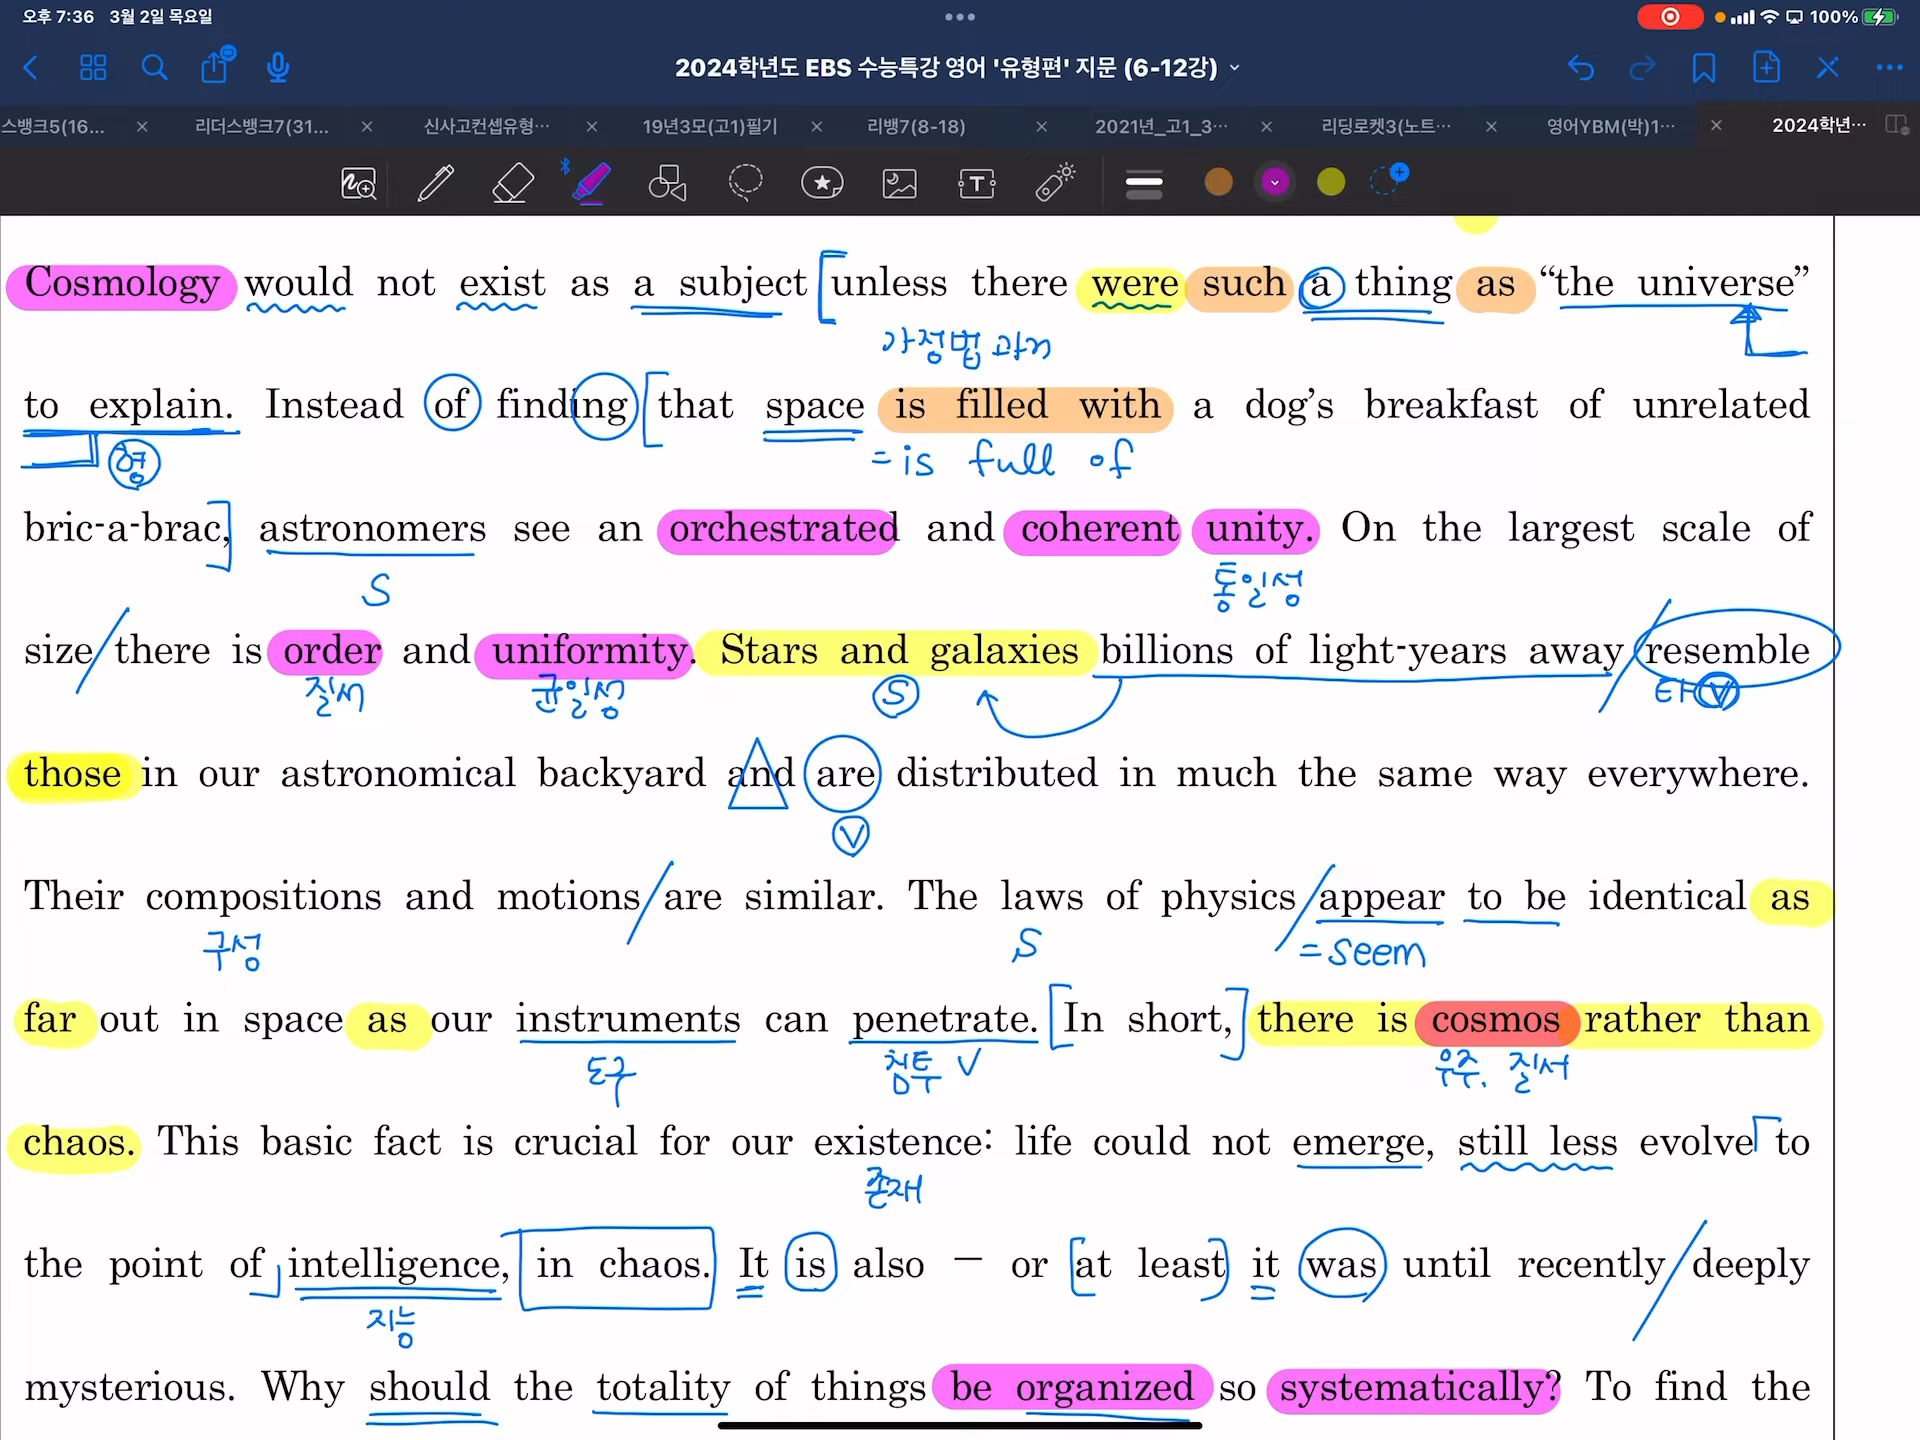 오후 7:36 3월 2일 목요일
100%
2024학년도 EBS 수능특강 영어 '유형편' 지문 (6-12강)
스뱅크5(16... 리더스뱅크7(31... 신사고컨셉유형... 19년3모(고1)필기 리뱅7(8-18) 2021년_고1_3... 리딩로켓3(노트... 영어YBM(박)1... 2024학년...
Cosmology would not exist as a subject [unless there were such a thing as “the universe”
가정법 과거
to explain. Instead of finding [that space is filled with a dog’s breakfast of unrelated
형 = is full of
bric-a-brac,] astronomers see an orchestrated and coherent unity. On the largest scale of
S 통일성
size / there is order and uniformity. Stars and galaxies billions of light-years away / resemble
질서 균일성 S 타 V
those in our astronomical backyard and are distributed in much the same way everywhere.
V
Their compositions and motions / are similar. The laws of physics / appear to be identical as
구성 S = seem
far out in space as our instruments can penetrate. [In short,] there is cosmos rather than
도구 침투 V 우주. 질서
chaos. This basic fact is crucial for our existence: life could not emerge, still less evolve to
존재
the point of intelligence, in chaos. It is also – or [at least] it was until recently / deeply
지능
mysterious. Why should the totality of things be organized so systematically? To find the